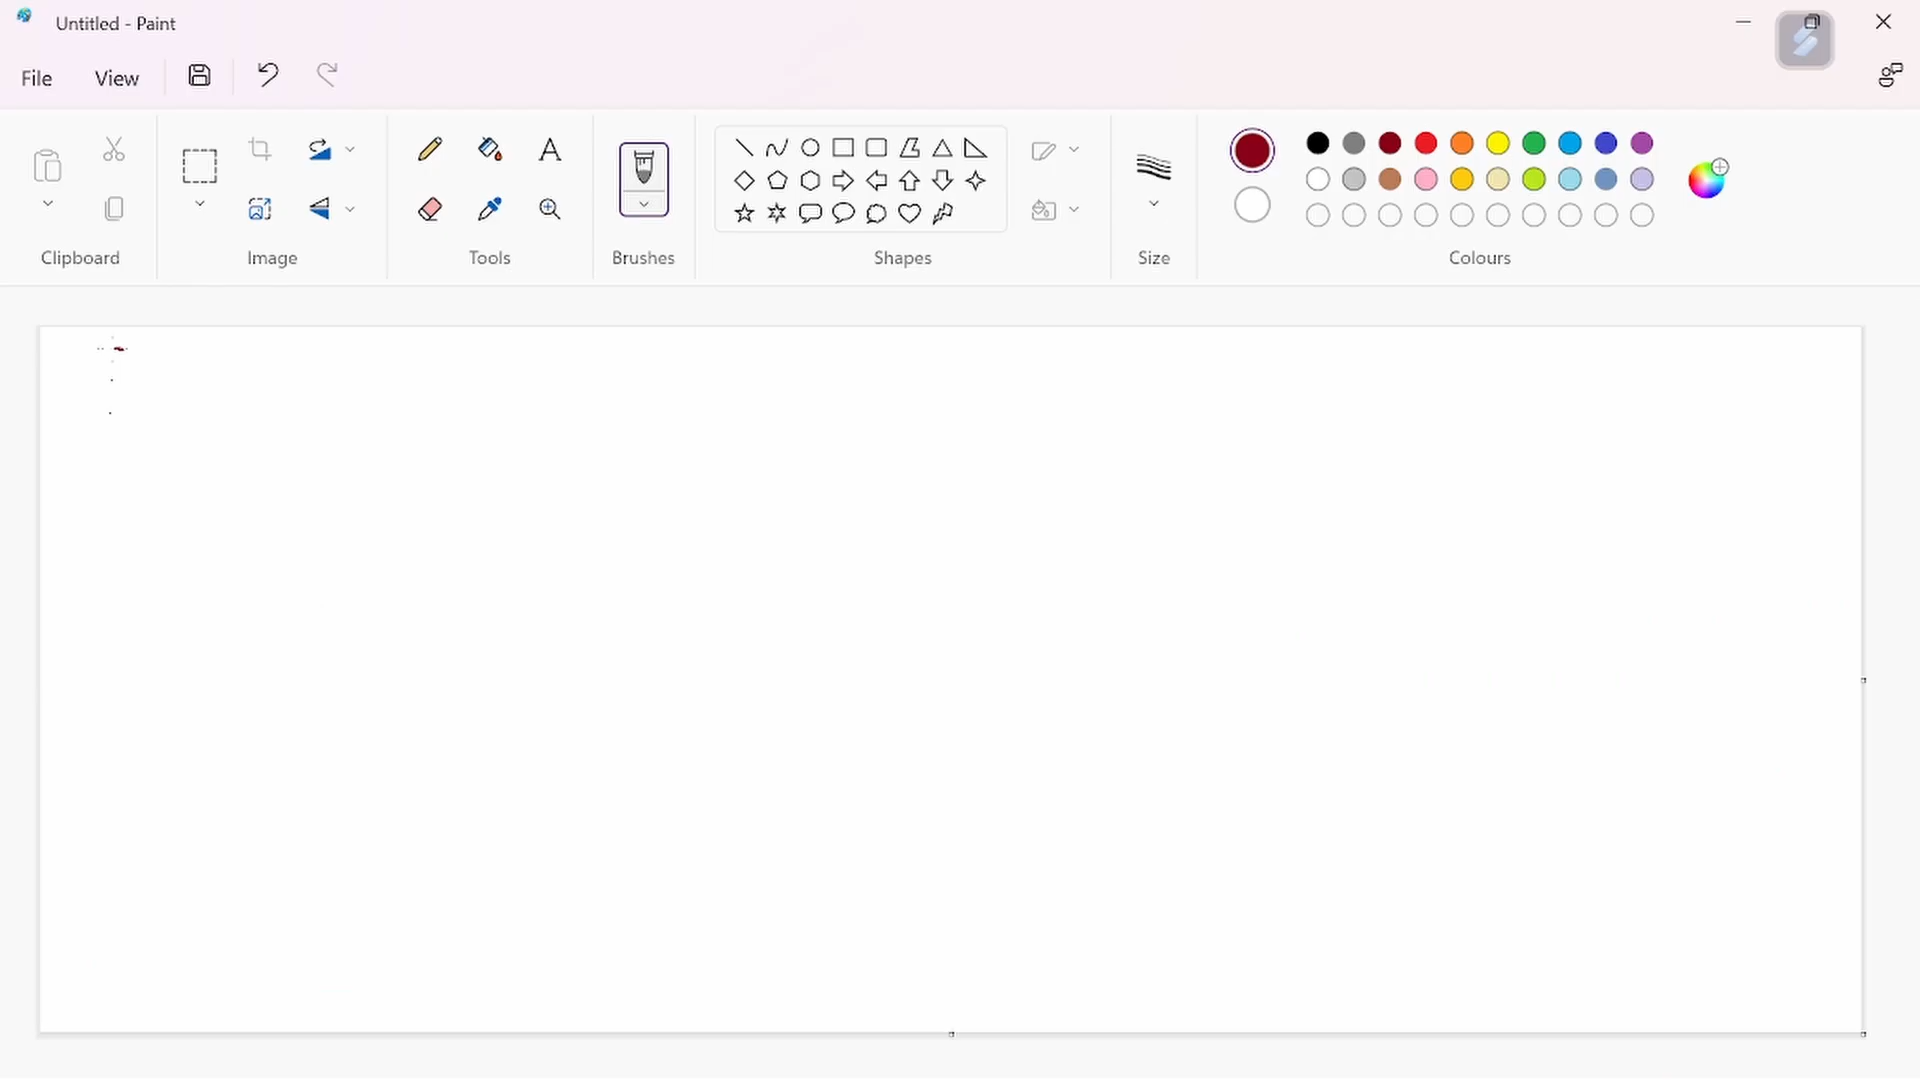 Untitled - Paint
File View
Clipboard Image Tools Brushes Shapes Size Colours